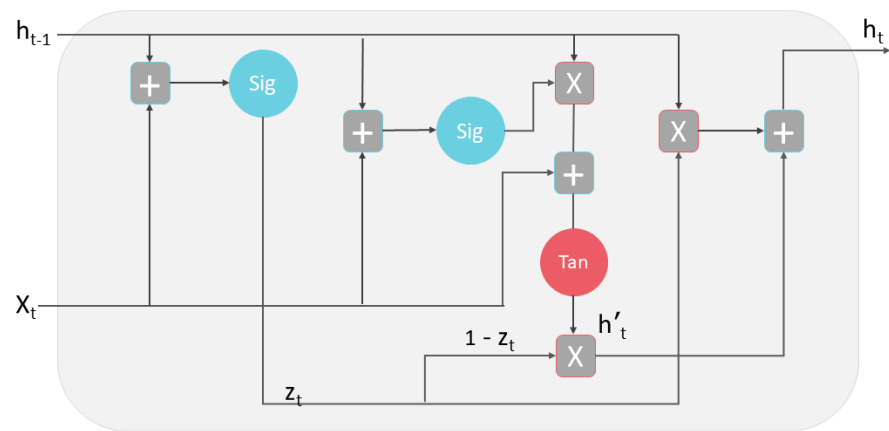 h_{t-1}
h_t
+
Sig
X
+
Sig
X
+
+
Tan
X_t
1 - z_t
h'_t
X
z_t